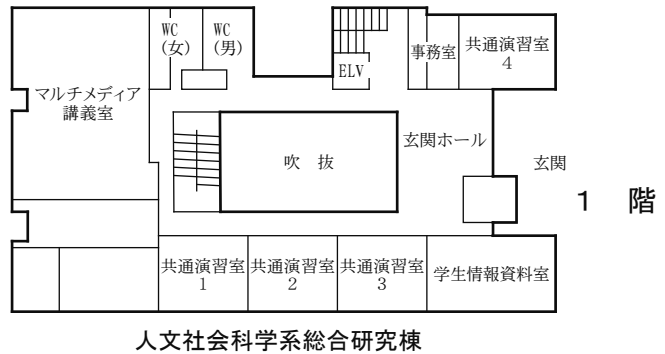 WC
(女)
WC
(男)
ELV
事務室
共通演習室
4
マルチメディア
講義室
吹 抜
玄関ホール
玄関
1 階
共通演習室
1
共通演習室
2
共通演習室
3
学生情報資料室
人文社会科学系総合研究棟